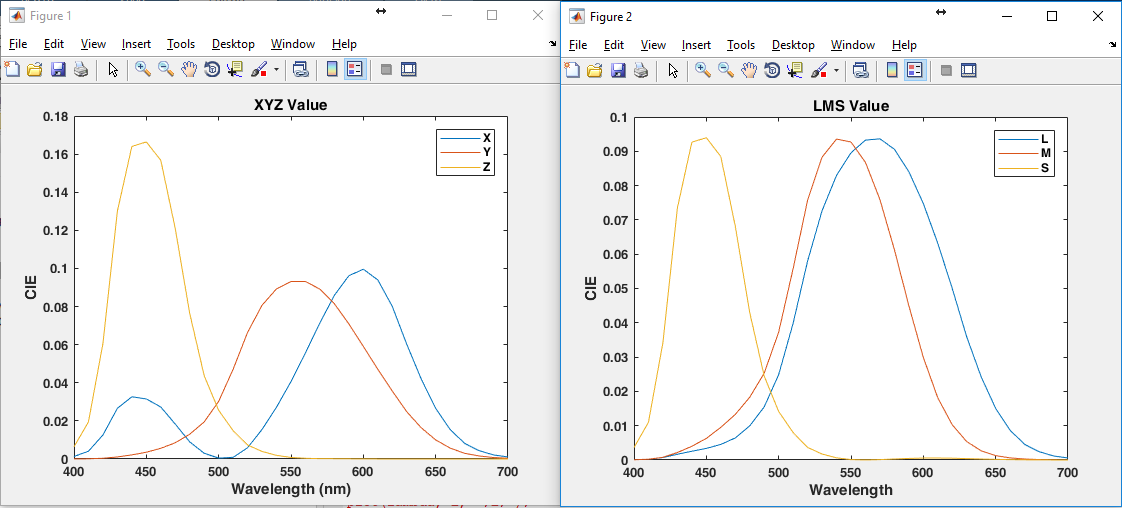 Figure 1
File Edit View Insert Tools Desktop Window Help
XYZ Value
0.18
0.16
0.14
0.12
0.1
0.08
0.06
0.04
0.02
0
CIE
X
Y
Z
400 450 500 550 600 650 700
Wavelength (nm)
Figure 2
File Edit View Insert Tools Desktop Window Help
LMS Value
0.1
0.09
0.08
0.07
0.06
0.05
0.04
0.03
0.02
0.01
0
CIE
L
M
S
400 450 500 550 600 650 700
Wavelength